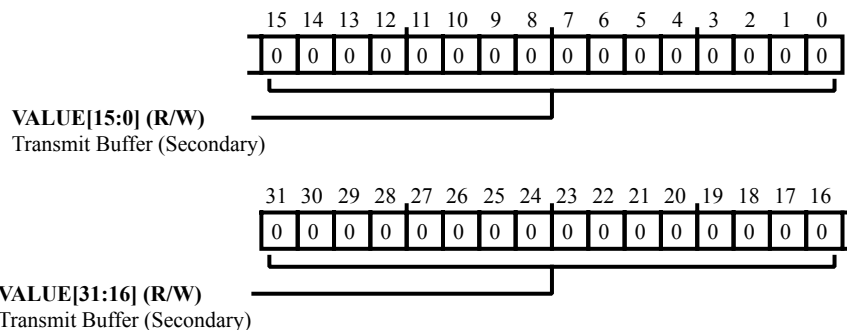 15 14 13 12 11 10 9 8 7 6 5 4 3 2 1 0
0 0 0 0 0 0 0 0 0 0 0 0 0 0 0 0
VALUE[15:0] (R/W)
Transmit Buffer (Secondary)
31 30 29 28 27 26 25 24 23 22 21 20 19 18 17 16
0 0 0 0 0 0 0 0 0 0 0 0 0 0 0 0
VALUE[31:16] (R/W)
Transmit Buffer (Secondary)